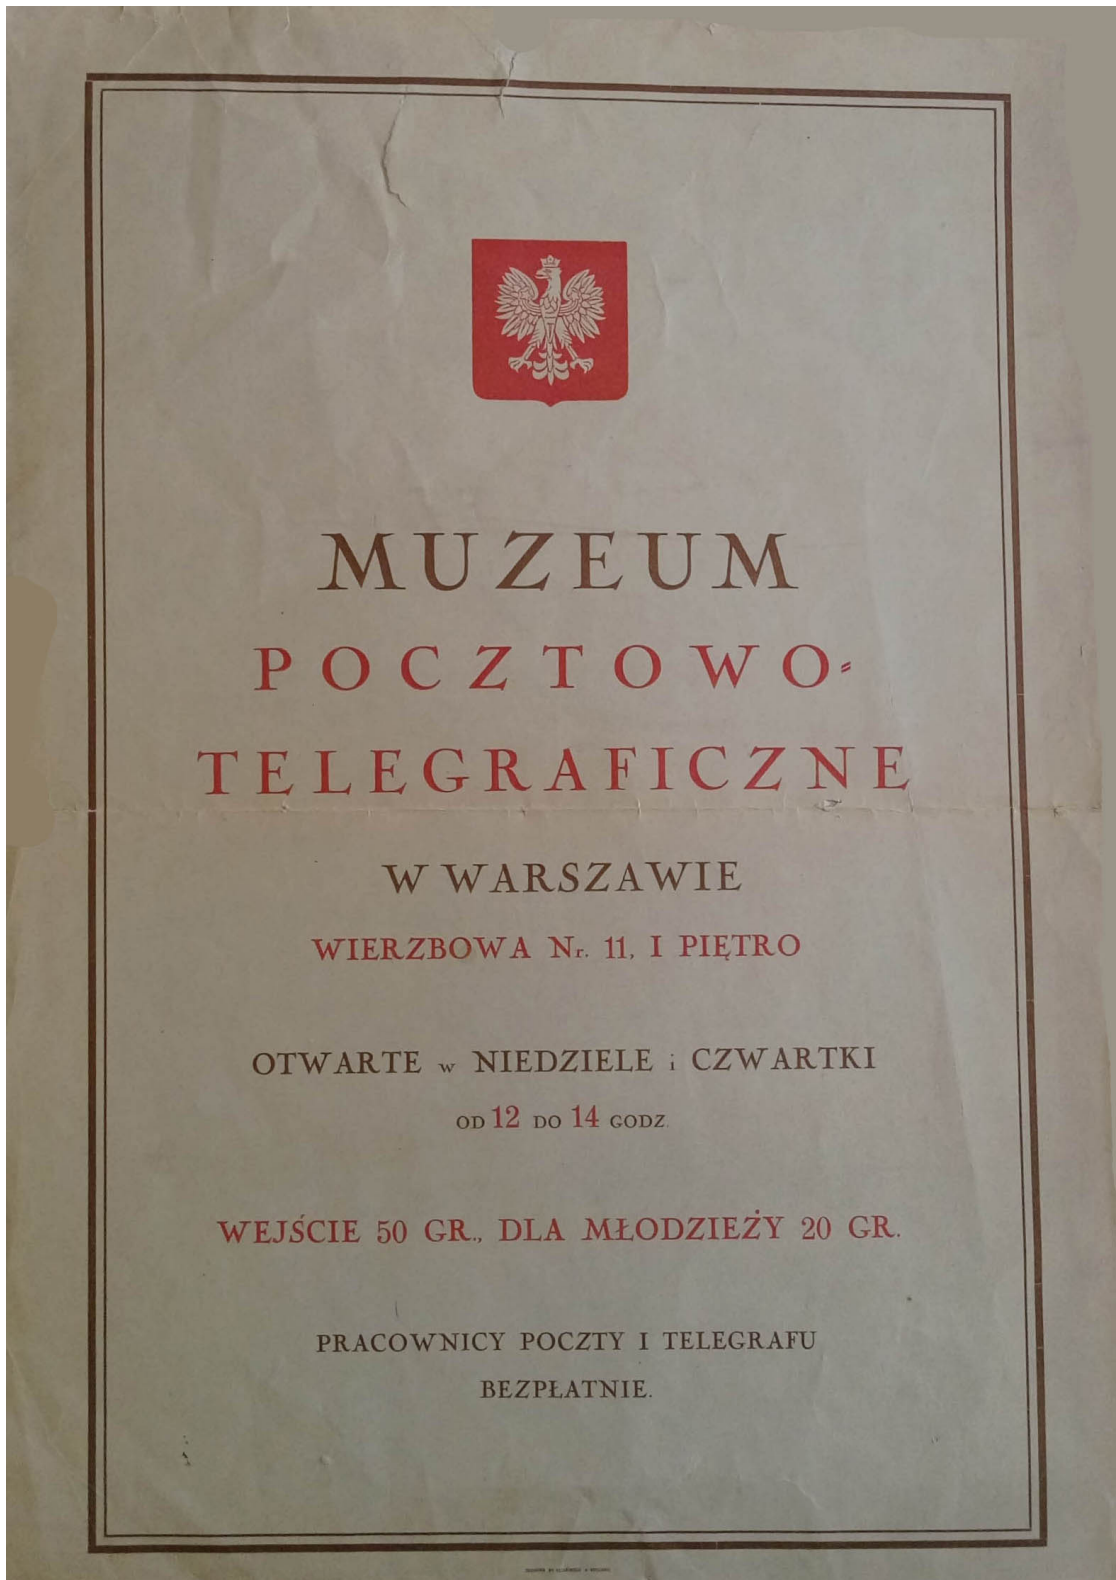 MUZEUM
POCZTOWO-
TELEGRAFICZNE
W WARSZAWIE
WIERZBOWA Nr. 11, I PIĘTRO
OTWARTE w NIEDZIELE i CZWARTKI
OD 12 DO 14 GODZ.
WEJŚCIE 50 GR., DLA MŁODZIEŻY 20 GR.
PRACOWNICY POCZTY I TELEGRAFU
BEZPŁATNIE.